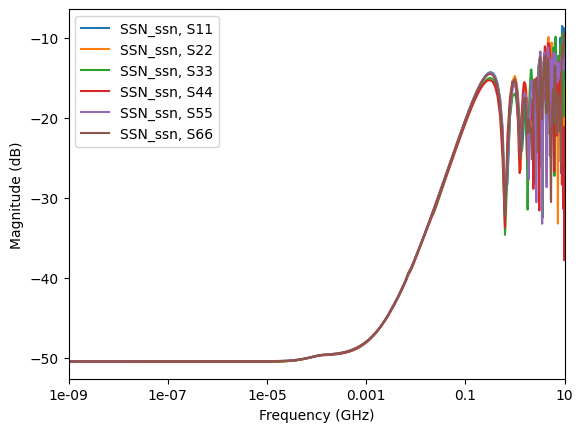 SSN_ssn, S11
SSN_ssn, S22
SSN_ssn, S33
SSN_ssn, S44
SSN_ssn, S55
SSN_ssn, S66
Magnitude (dB)
−10
−20
−30
−40
−50
1e-09 1e-07 1e-05 0.001 0.1 10
Frequency (GHz)